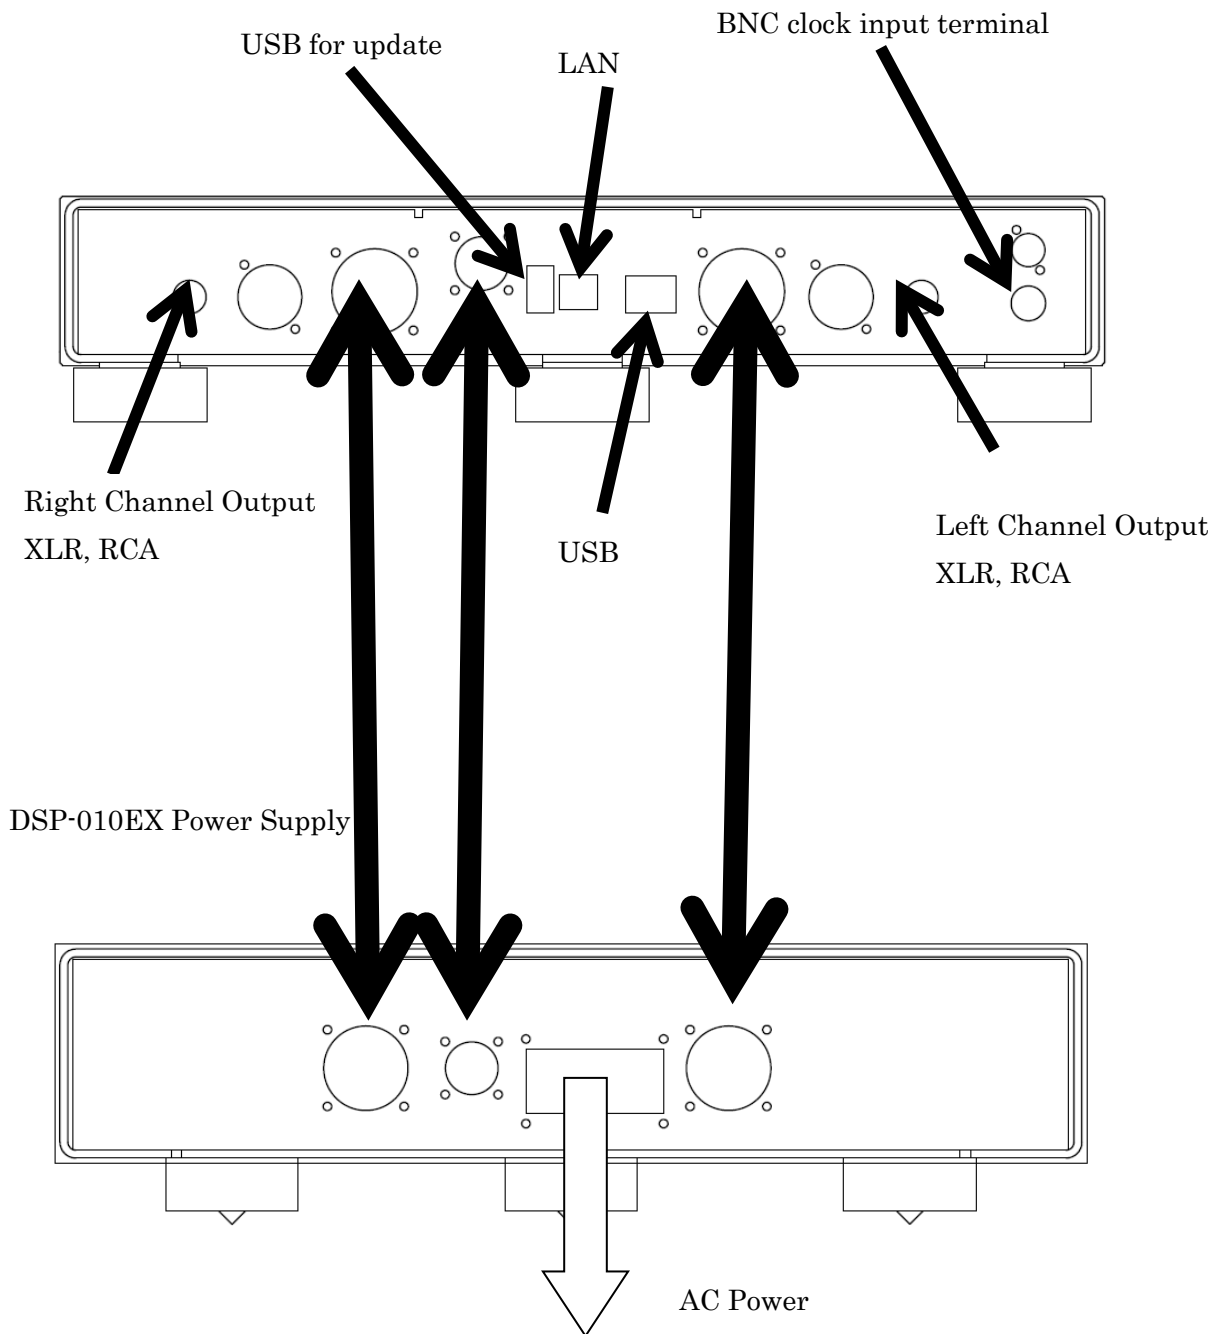 BNC clock input terminal
USB for update
LAN
Right Channel Output
XLR, RCA
USB
Left Channel Output
XLR, RCA
DSP-010EX Power Supply
AC Power